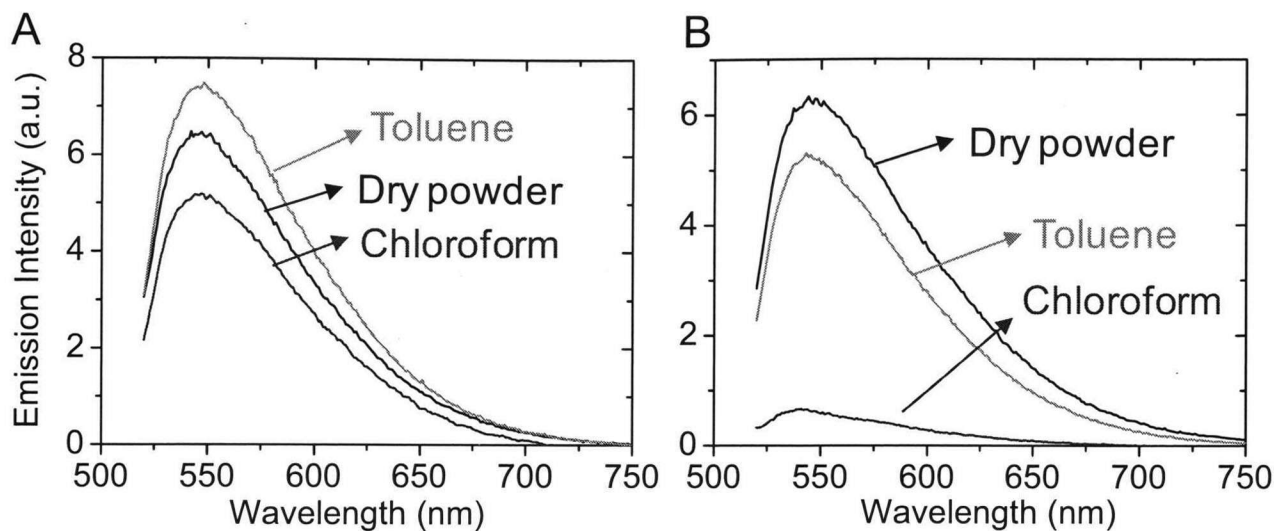 A
B
Emission Intensity (a.u.)
8
6
4
2
0
Toluene
Dry powder
Chloroform
500 550 600 650 700 750
Wavelength (nm)
6
4
2
0
Dry powder
Toluene
Chloroform
500 550 600 650 700 750
Wavelength (nm)